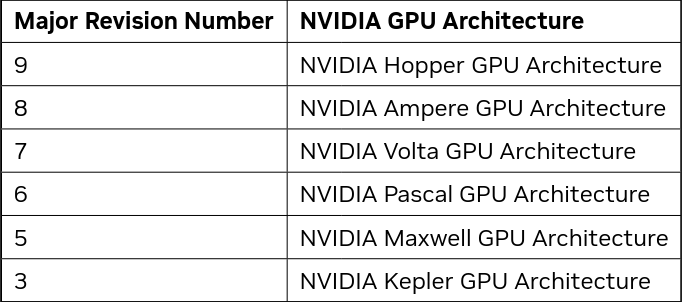 Major Revision Number NVIDIA GPU Architecture
9 NVIDIA Hopper GPU Architecture
8 NVIDIA Ampere GPU Architecture
7 NVIDIA Volta GPU Architecture
6 NVIDIA Pascal GPU Architecture
5 NVIDIA Maxwell GPU Architecture
3 NVIDIA Kepler GPU Architecture